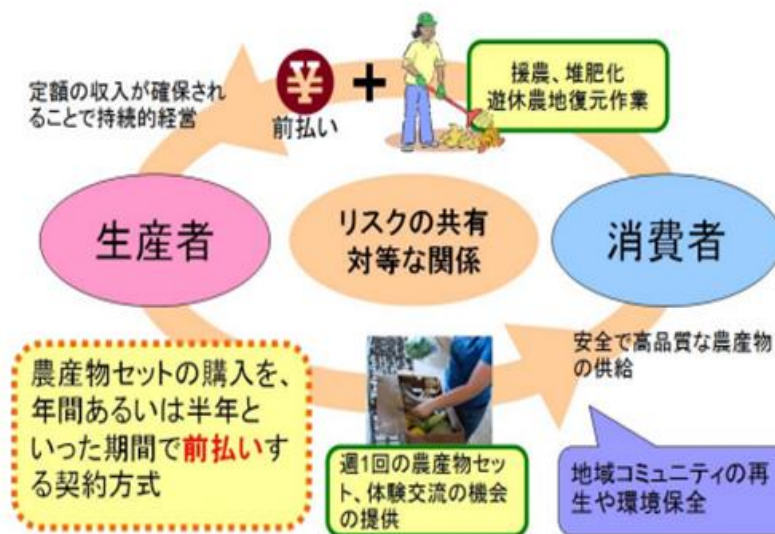 援農、堆肥化
遊休農地復元作業
定額の収入が確保され
ることで持続的経営
¥
+
前払い
生産者
リスクの共有
対等な関係
消費者
安全で高品質な農産物
の供給
農産物セットの購入を、
年間あるいは半年と
いった期間で前払いす
る契約方式
週1回の農産物セッ
ト、体験交流の機会
の提供
地域コミュニティの再
生や環境保全